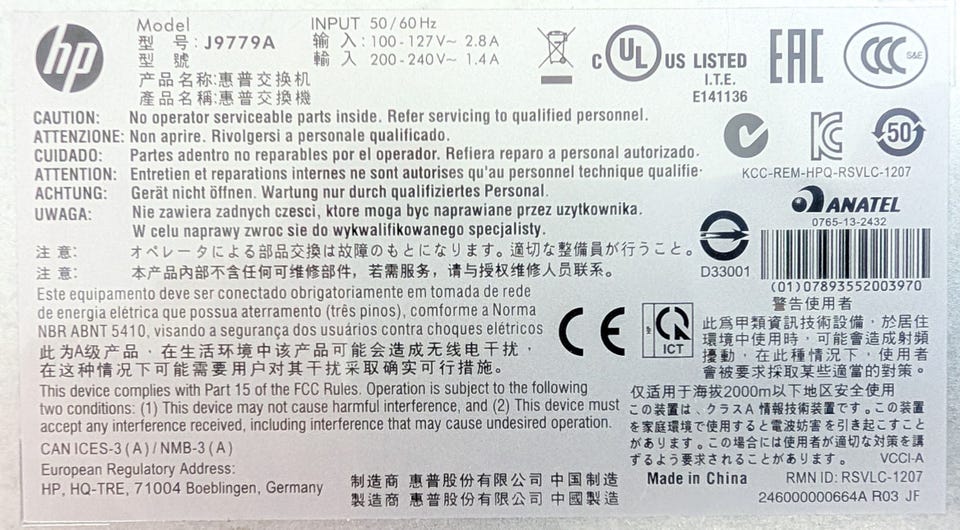 hp
Model
型 号: J9779A
型 號
产品名称:惠普交换机
產品名稱:惠普交換機
INPUT 50/60Hz
输 入:100-127V~ 2.8A
輸 入:200-240V~ 1.4A
C UL US LISTED
I.T.E.
E141136
EAC
CCC S&E
CAUTION: No operator serviceable parts inside. Refer servicing to qualified personnel.
ATTENZIONE: Non aprire. Rivolgersi a personale qualificado.
CUIDADO: Partes adentro no reparables por el operador. Refiera reparo a personal autorizado.
ATTENTION: Entretien et reparations internes ne sont autorises qu'au personnel technique qualifie.
ACHTUNG: Gerät nicht öffnen. Wartung nur durch qualifiziertes Personal.
UWAGA: Nie zawiera zadnych czesci, ktore moga byc naprawiane przez uzytkownika.
W celu naprawy zwroc sie do wykwalifikowanego specjalisty.
注 意: オペレータによる部品交換は故障のもとになります。適切な整備員が行うこと。
注 意: 本产品内部不含任何可维修部件，若需服务，请与授权维修人员联系。
50
KCC-REM-HPQ-RSVLC-1207
ANATEL
0765-13-2432
D33001
(01)07893552003970
Este equipamento deve ser conectado obrigatoriamente em tomada de rede
de energia elétrica que possua aterramento (três pinos), conforme a Norma
NBR ABNT 5410, visando a segurança dos usuários contra choques elétricos
此为A级产品，在生活环境中该产品可能会造成无线电干扰，
在这种情况下可能需要用户对其干扰采取确实可行措施。
This device complies with Part 15 of the FCC Rules. Operation is subject to the following
two conditions: (1) This device may not cause harmful interference, and (2) This device must
accept any interference received, including interference that may cause undesired operation.
CAN ICES-3 (A) / NMB-3 (A)
European Regulatory Address:
HP, HQ-TRE, 71004 Boeblingen, Germany
制造商 惠普股份有限公司 中国制造
製造商 惠普股份有限公司 中國製造
CE
ICT
警告使用者
此爲甲類資訊技術設備，於居住
環境中使用時，可能會造成射頻
擾動，在此種情況下，使用者
會被要求採取某些適當的對策。
仅适用于海拔2000m以下地区安全使用
この装置は、クラスA情報技術装置です。この装置
を家庭環境で使用すると電波妨害を引き起こすこと
があります。この場合には使用者が適切な対策を講
ずるよう要求されることがあります。 VCCI-A
Made in China RMN ID: RSVLC-1207
246000000664A R03 JF